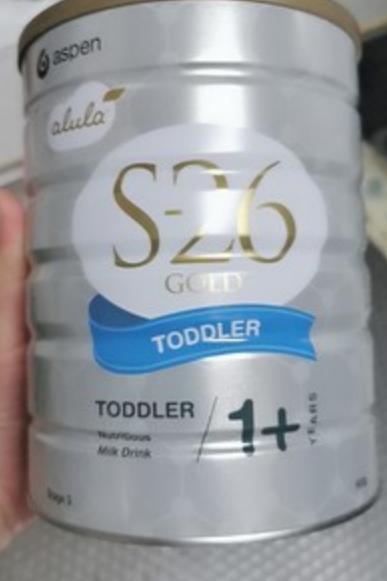 aspen
alula
S-26
GOLD
TODDLER
TODDLER / 1+ YEARS
Nutritious
Milk Drink
Stage 3